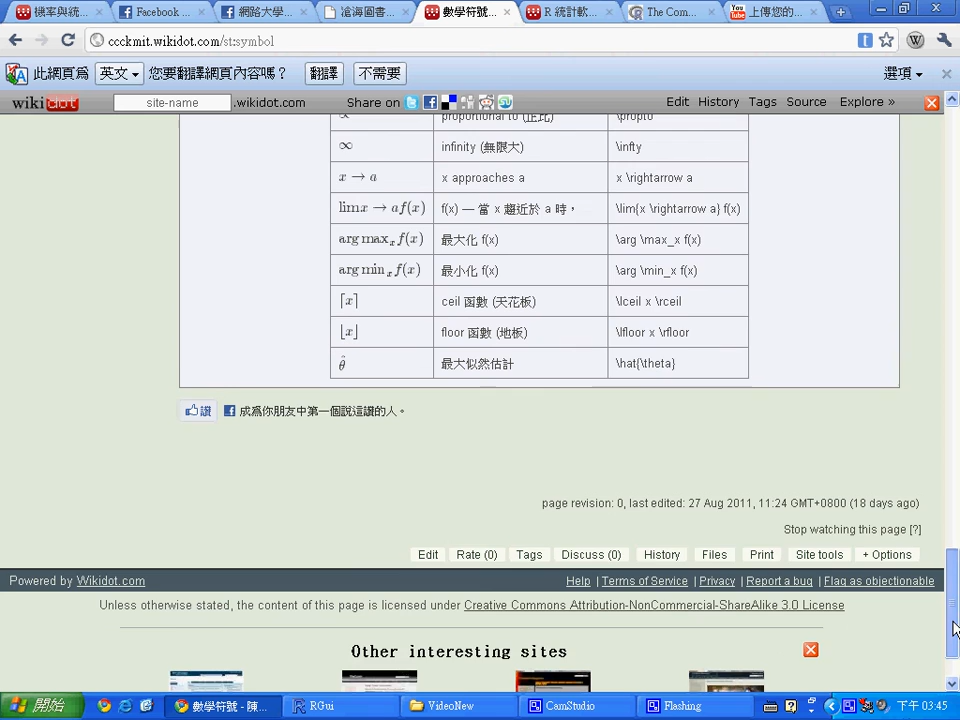 機率與統...
Facebook ...
網路大學...
滄海圖書...
數學符號...
R 統計軟...
The Com...
上傳您的...
ccckmit.wikidot.com/st:symbol
此網頁為 英文 您要翻譯網頁內容嗎？ 翻譯 不需要 選項
wikidot site-name .wikidot.com Share on Edit History Tags Source Explore »
∝ proportional to (正比) \propto
∞ infinity (無限大) \infty
x → a x approaches a x \rightarrow a
lim x → a f(x) f(x) — 當 x 趨近於 a 時， \lim{x \rightarrow a} f(x)
arg maxₓ f(x) 最大化 f(x) \arg \max_x f(x)
arg minₓ f(x) 最小化 f(x) \arg \min_x f(x)
⌈x⌉ ceil 函數 (天花板) \lceil x \rceil
⌊x⌋ floor 函數 (地板) \lfloor x \rfloor
θ̂ 最大似然估計 \hat{\theta}
讚 成為你朋友中第一個說這讚的人。
page revision: 0, last edited: 27 Aug 2011, 11:24 GMT+0800 (18 days ago)
Stop watching this page [?]
Edit Rate (0) Tags Discuss (0) History Files Print Site tools + Options
Powered by Wikidot.com Help | Terms of Service | Privacy | Report a bug | Flag as objectionable
Unless otherwise stated, the content of this page is licensed under Creative Commons Attribution-NonCommercial-ShareAlike 3.0 License
Other interesting sites
開始 數學符號 - 陳... RGui VideoNew CamStudio Flashing 下午 03:45